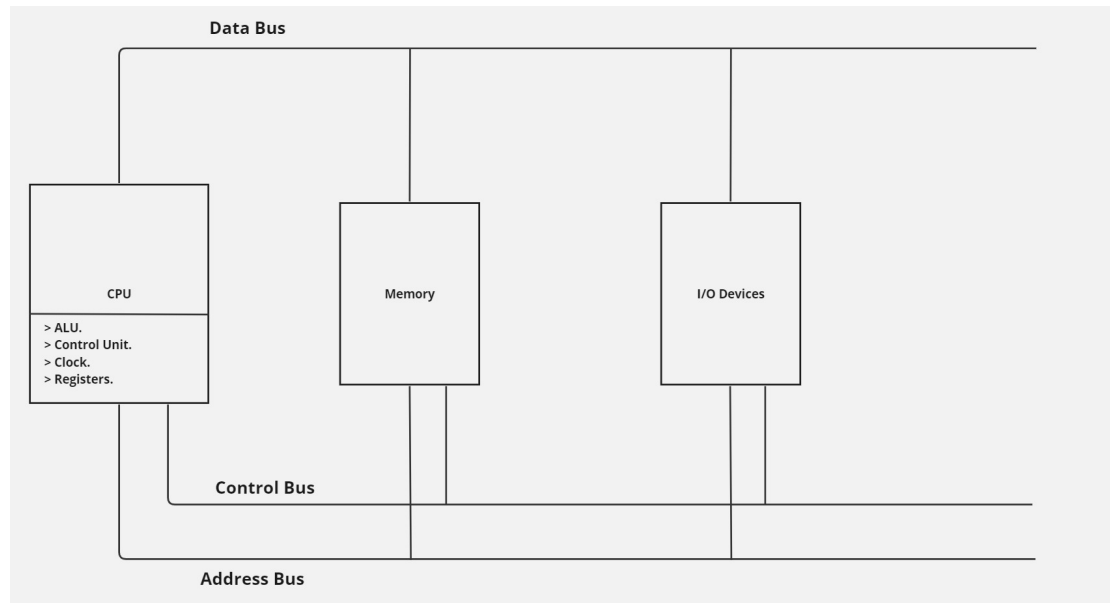 Data Bus
CPU
> ALU.
> Control Unit.
> Clock.
> Registers.
Memory
I/O Devices
Control Bus
Address Bus